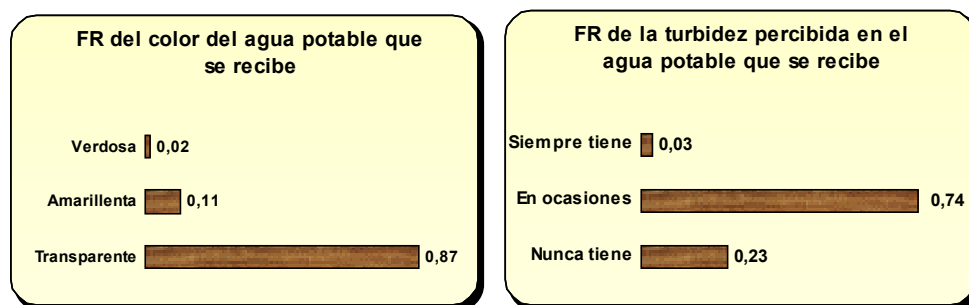 FR del color del agua potable que
se recibe
Verdosa 0,02
Amarillenta 0,11
Transparente 0,87
FR de la turbidez percibida en el
agua potable que se recibe
Siempre tiene 0,03
En ocasiones 0,74
Nunca tiene 0,23